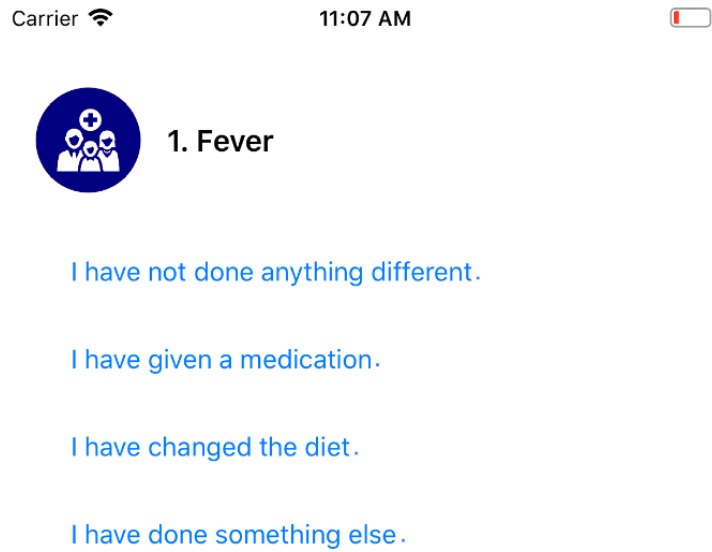 Carrier 11:07 AM
1. Fever
I have not done anything different.
I have given a medication.
I have changed the diet.
I have done something else.